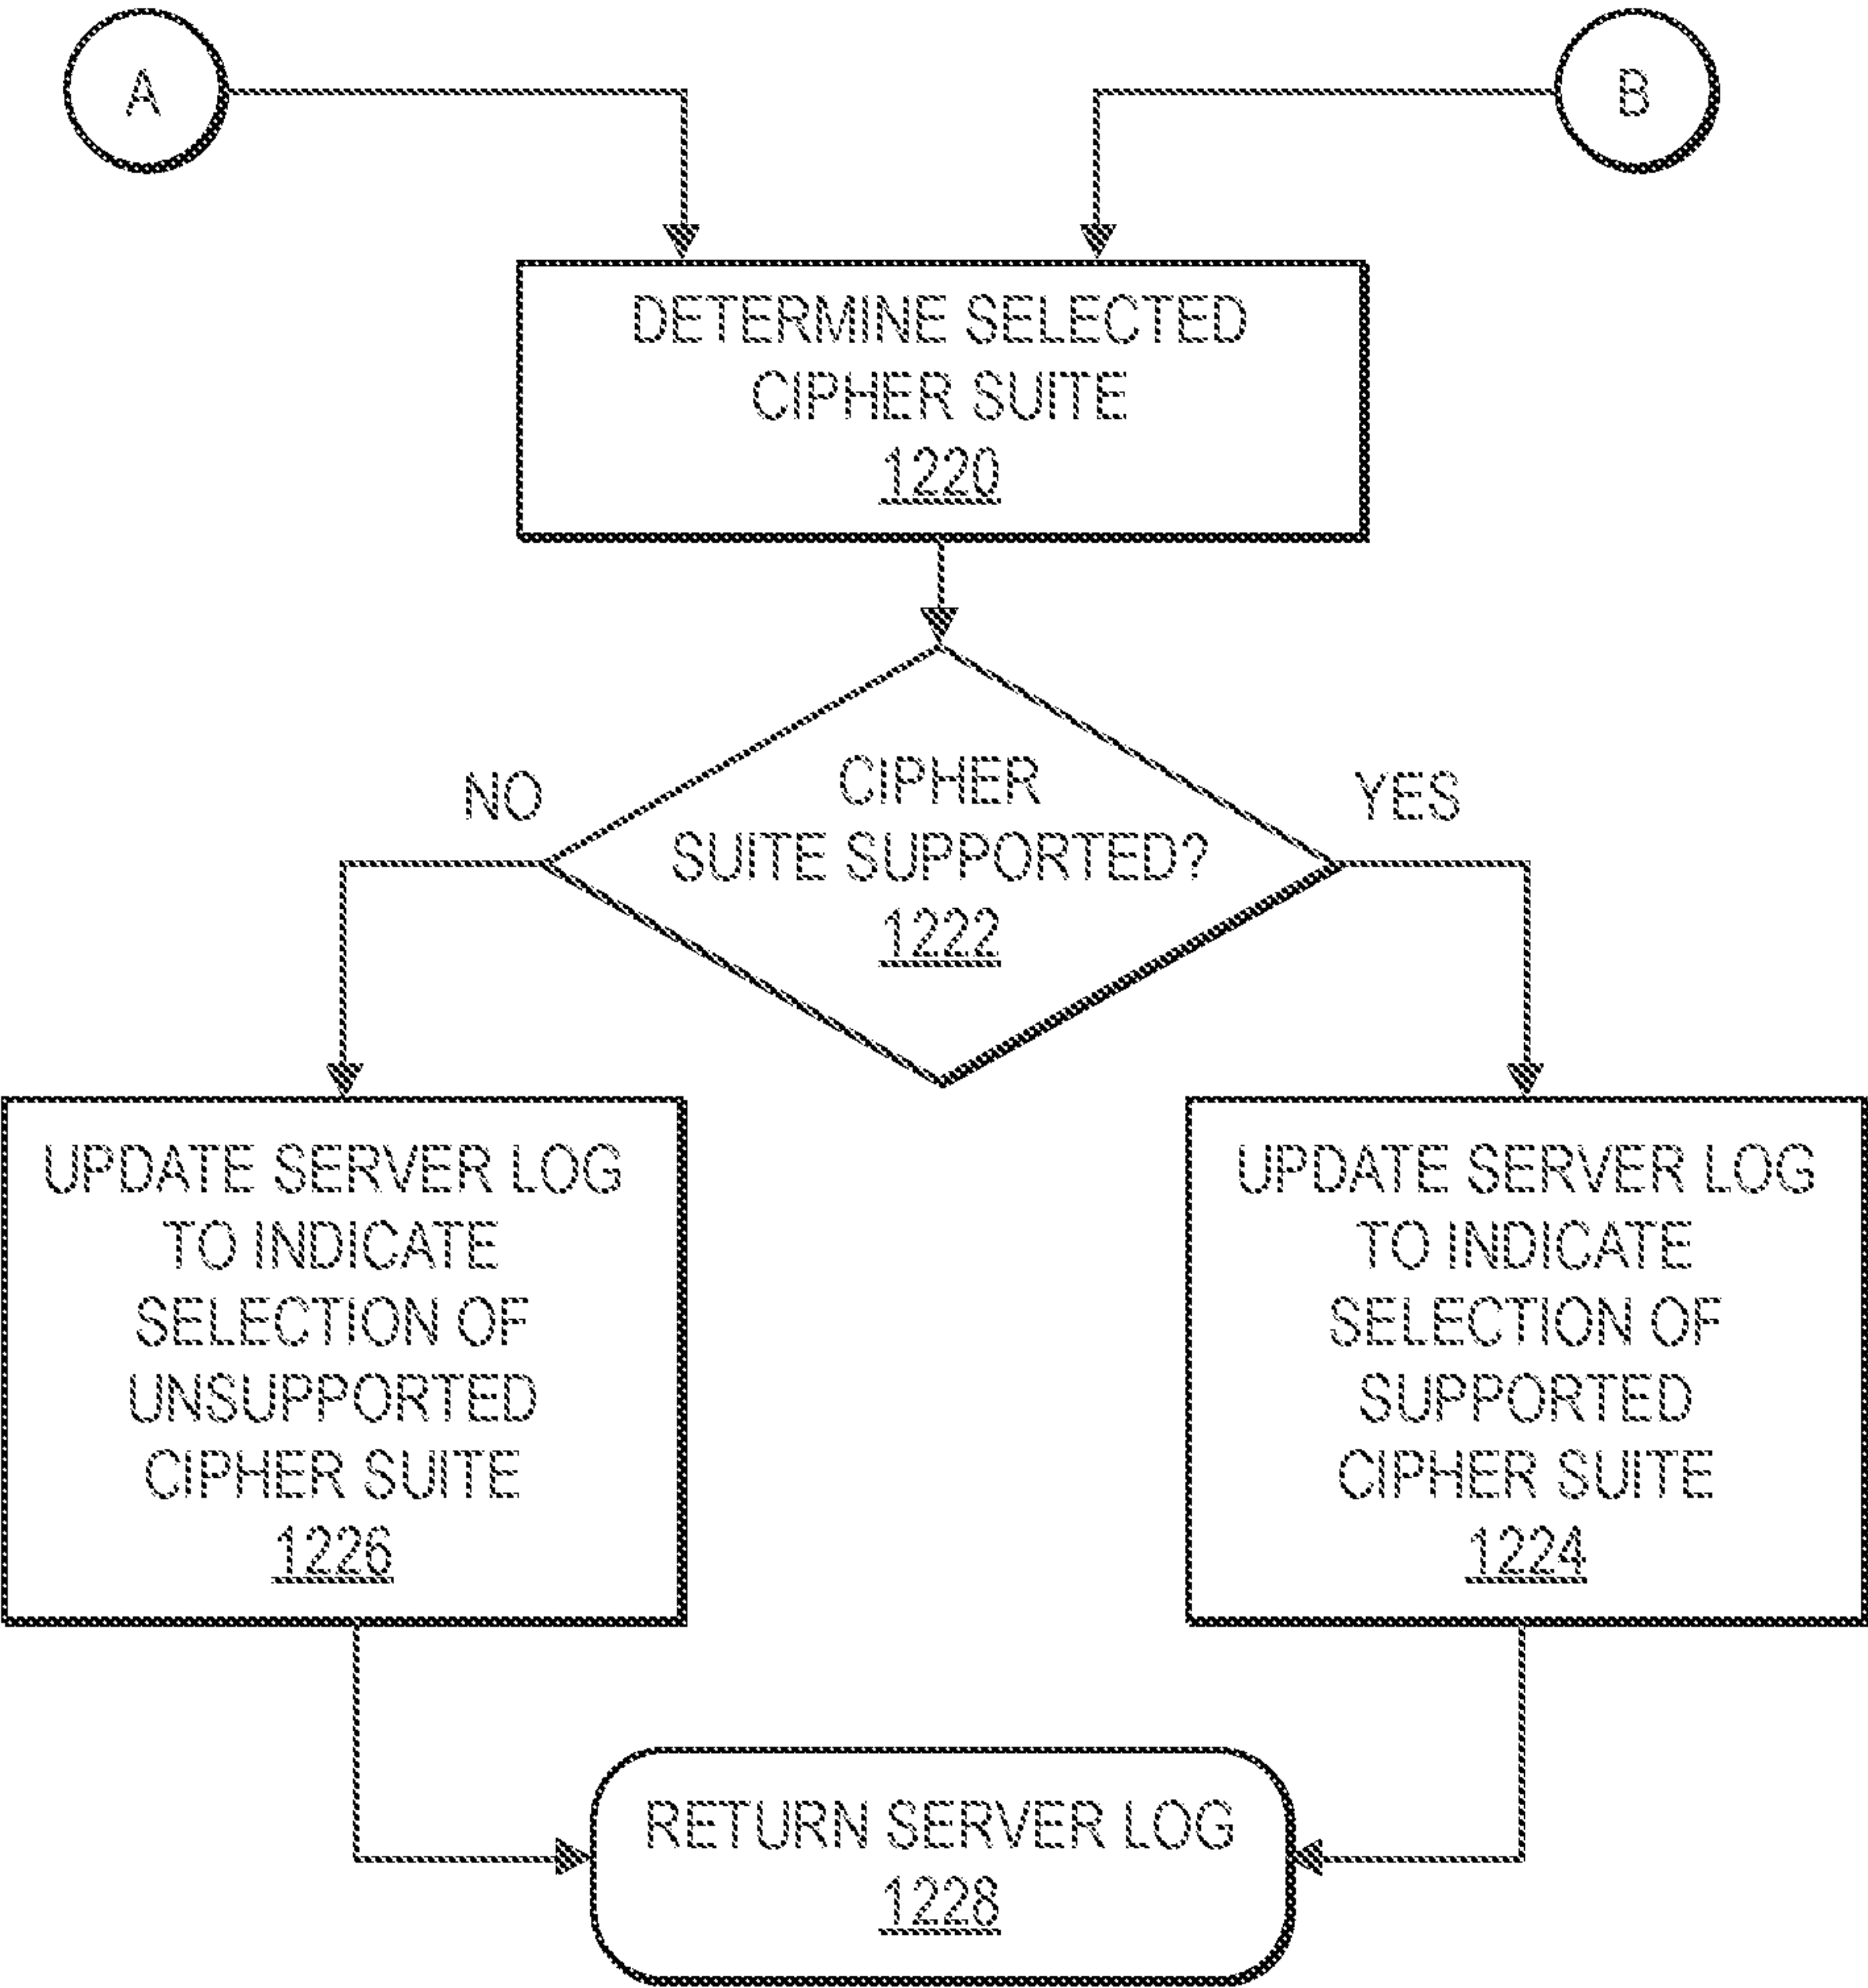 A
B
DETERMINE SELECTED
CIPHER SUITE
1220
CIPHER
SUITE SUPPORTED?
1222
NO
YES
UPDATE SERVER LOG
TO INDICATE
SELECTION OF
UNSUPPORTED
CIPHER SUITE
1226
UPDATE SERVER LOG
TO INDICATE
SELECTION OF
SUPPORTED
CIPHER SUITE
1224
RETURN SERVER LOG
1228